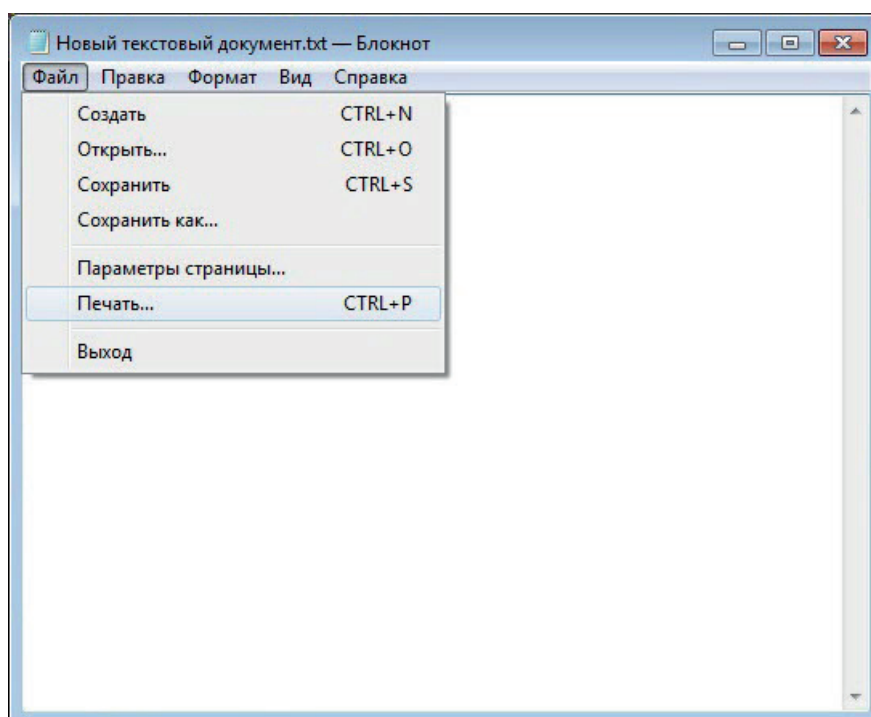 Новый текстовый документ.txt — Блокнот
Файл Правка Формат Вид Справка
Создать CTRL+N
Открыть... CTRL+O
Сохранить CTRL+S
Сохранить как...
Параметры страницы...
Печать... CTRL+P
Выход